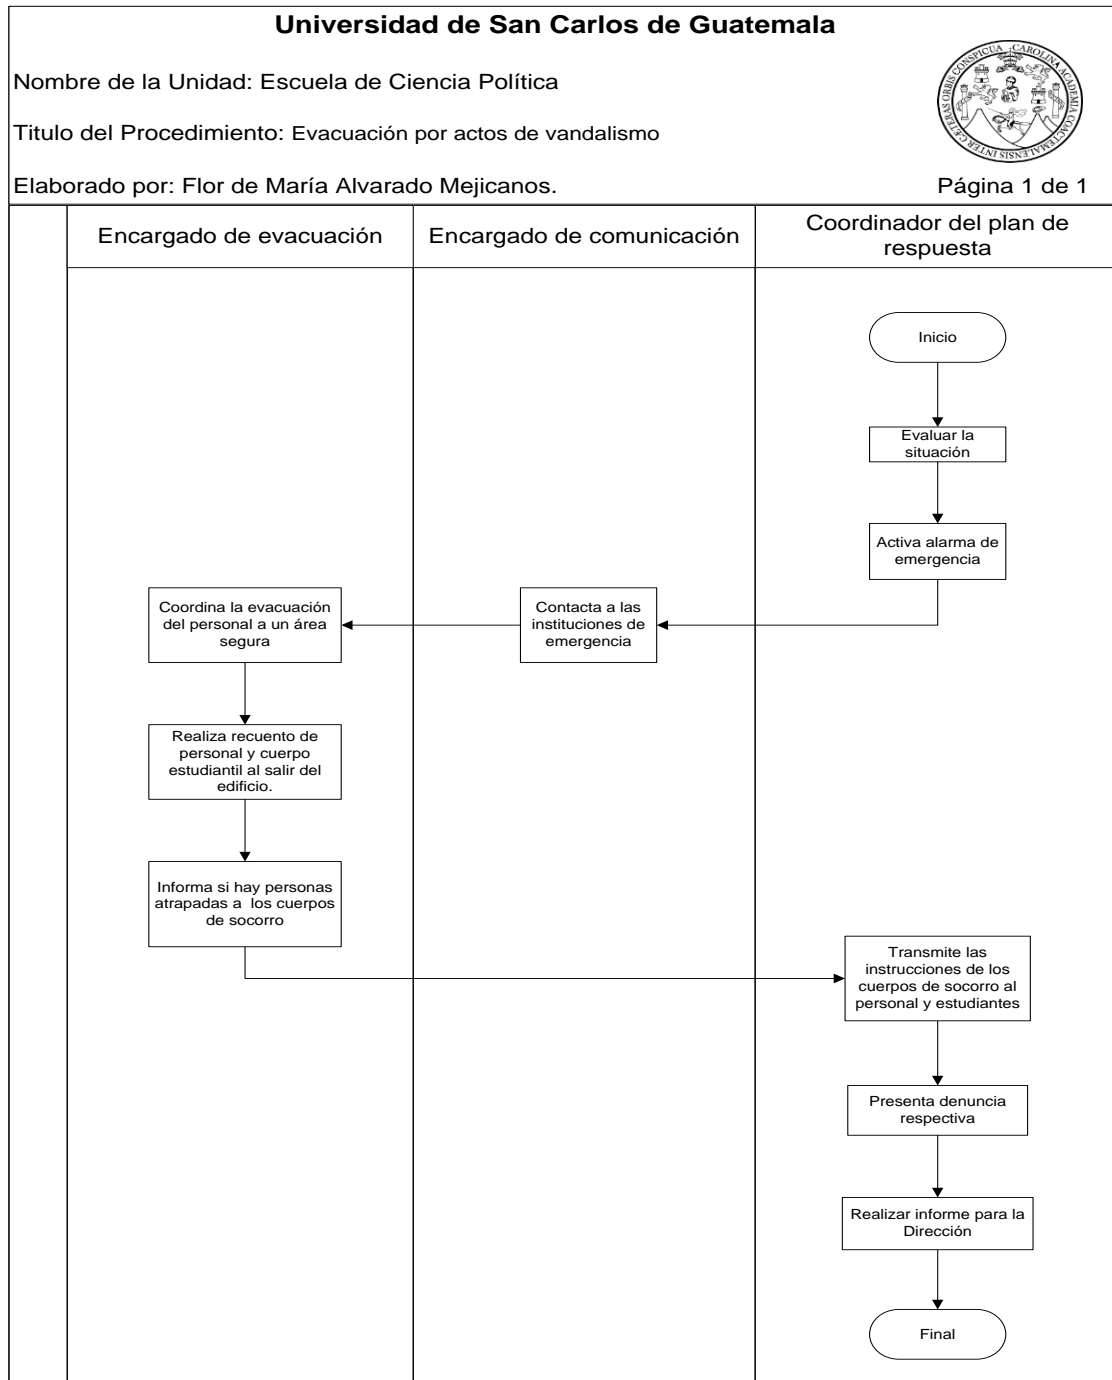 Universidad de San Carlos de Guatemala
Nombre de la Unidad: Escuela de Ciencia Política
Titulo del Procedimiento: Evacuación por actos de vandalismo
Elaborado por: Flor de María Alvarado Mejicanos.
Página 1 de 1
Encargado de evacuación
Encargado de comunicación
Coordinador del plan de
respuesta
Inicio
Evaluar la
situación
Activa alarma de
emergencia
Contacta a las
instituciones de
emergencia
Coordina la evacuación
del personal a un área
segura
Realiza recuento de
personal y cuerpo
estudiantil al salir del
edificio.
Informa si hay personas
atrapadas a los cuerpos
de socorro
Transmite las
instrucciones de los
cuerpos de socorro al
personal y estudiantes
Presenta denuncia
respectiva
Realizar informe para la
Dirección
Final